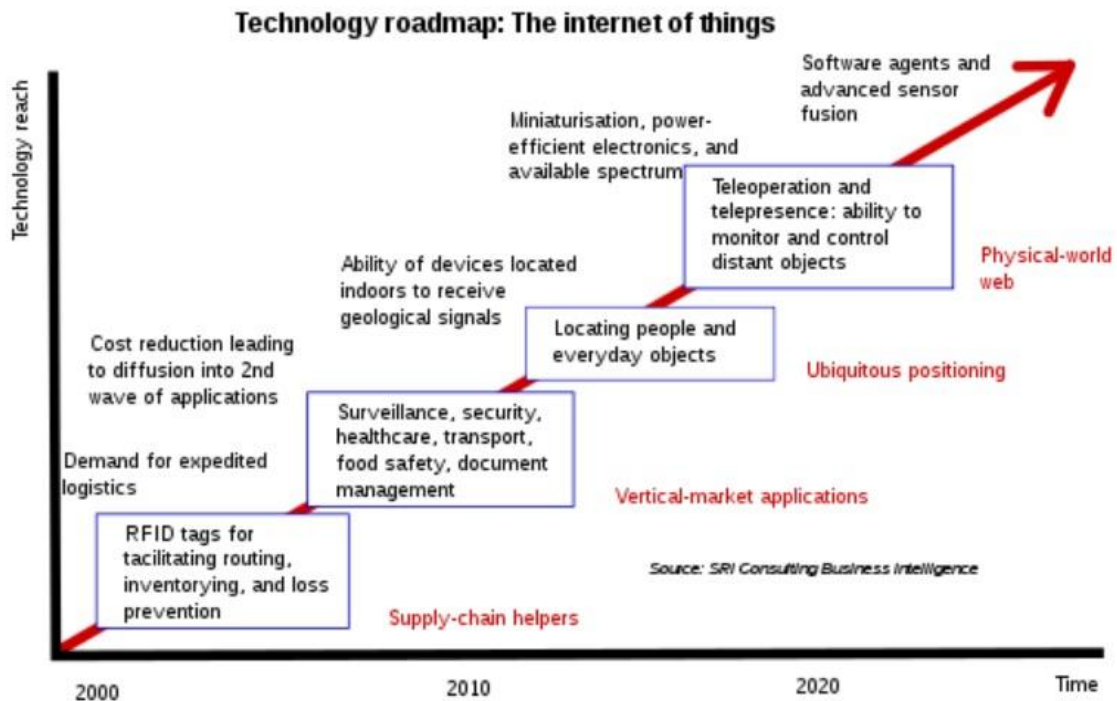 Technology roadmap: The internet of things
Technology reach
Software agents and
advanced sensor
fusion
Miniaturisation, power-
efficient electronics, and
available spectrum
Teleoperation and
telepresence: ability to
monitor and control
distant objects
Physical-world
web
Ability of devices located
indoors to receive
geological signals
Locating people and
everyday objects
Ubiquitous positioning
Cost reduction leading
to diffusion into 2nd
wave of applications
Surveillance, security,
healthcare, transport,
food safety, document
management
Vertical-market applications
Demand for expedited
logistics
RFID tags for
tacilitating routing,
inventorying, and loss
prevention
Supply-chain helpers
Source: SRI Consulting Business Intelligence
2000
2010
2020
Time